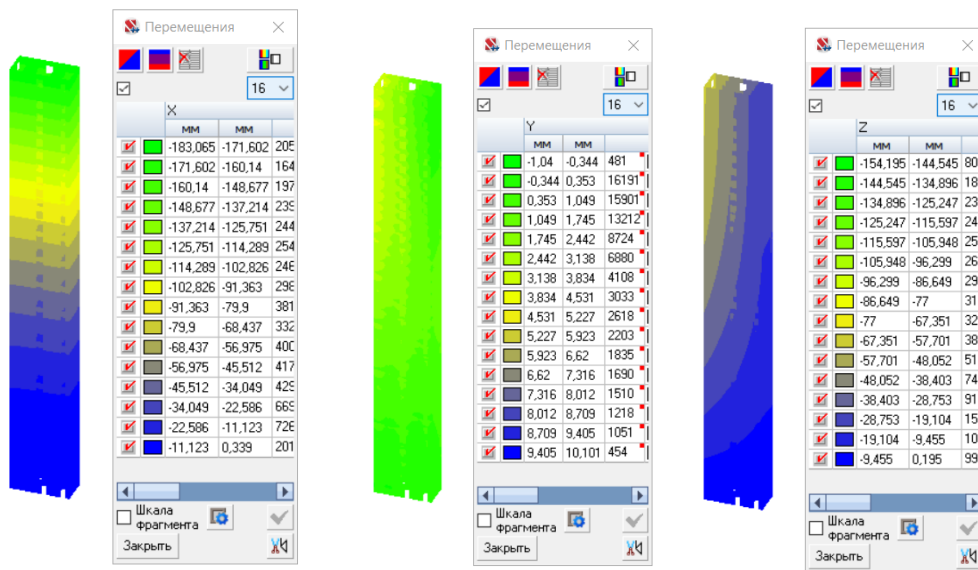 Перемещения
16
X
мм мм
-183,065 -171,602 205
-171,602 -160,14 164
-160,14 -148,677 197
-148,677 -137,214 239
-137,214 -125,751 244
-125,751 -114,289 254
-114,289 -102,826 246
-102,826 -91,363 298
-91,363 -79,9 381
-79,9 -68,437 332
-68,437 -56,975 400
-56,975 -45,512 417
-45,512 -34,049 429
-34,049 -22,586 669
-22,586 -11,123 726
-11,123 0,339 201
Шкала
фрагмента
Закрыть
Перемещения
16
Y
мм мм
-1,04 -0,344 481
-0,344 0,353 16191
0,353 1,049 15901
1,049 1,745 13212
1,745 2,442 8724
2,442 3,138 6880
3,138 3,834 4108
3,834 4,531 3033
4,531 5,227 2618
5,227 5,923 2203
5,923 6,62 1835
6,62 7,316 1690
7,316 8,012 1510
8,012 8,709 1218
8,709 9,405 1051
9,405 10,101 454
Шкала
фрагмента
Закрыть
Перемещения
16
Z
мм мм
-154,195 -144,545 80
-144,545 -134,896 18
-134,896 -125,247 23
-125,247 -115,597 24
-115,597 -105,948 25
-105,948 -96,299 26
-96,299 -86,649 29
-86,649 -77 31
-77 -67,351 32
-67,351 -57,701 38
-57,701 -48,052 51
-48,052 -38,403 74
-38,403 -28,753 91
-28,753 -19,104 15
-19,104 -9,455 10
-9,455 0,195 99
Шкала
фрагмента
Закрыть